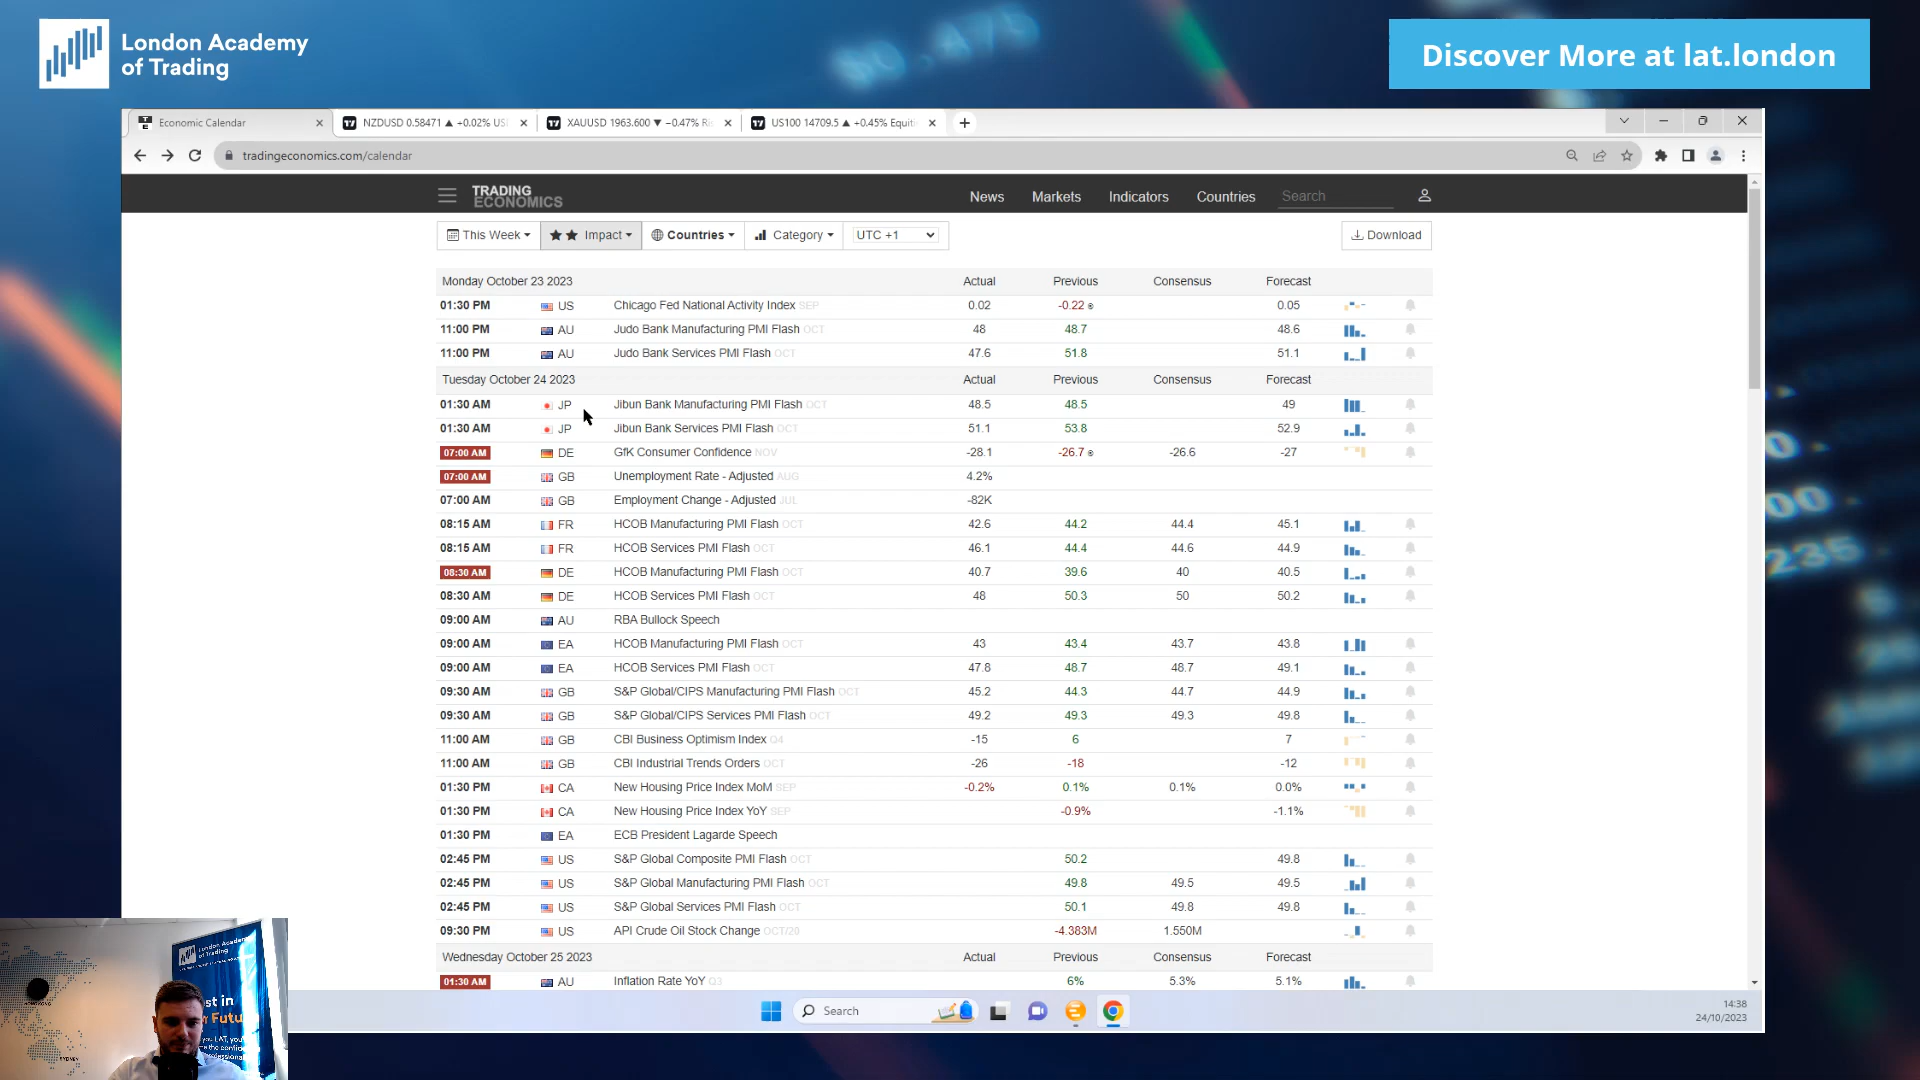 London Academy
of Trading
Discover More at lat.london
Economic Calendar
NZDUSD 0.58471 ▲ +0.02%
XAUUSD 1963.600 ▼ −0.47%
US100 14709.5 ▲ +0.45%
tradingeconomics.com/calendar
TRADING
ECONOMICS
News Markets Indicators Countries Search
This Week Impact Countries Category UTC +1 Download
Monday October 23 2023 Actual Previous Consensus Forecast
01:30 PM US Chicago Fed National Activity Index SEP 0.02 -0.22 ® 0.05
11:00 PM AU Judo Bank Manufacturing PMI Flash OCT 48 48.7 48.6
11:00 PM AU Judo Bank Services PMI Flash OCT 47.6 51.8 51.1
Tuesday October 24 2023 Actual Previous Consensus Forecast
01:30 AM JP Jibun Bank Manufacturing PMI Flash OCT 48.5 48.5 49
01:30 AM JP Jibun Bank Services PMI Flash OCT 51.1 53.8 52.9
07:00 AM DE GfK Consumer Confidence NOV -28.1 -26.7 ® -26.6 -27
07:00 AM GB Unemployment Rate - Adjusted AUG 4.2%
07:00 AM GB Employment Change - Adjusted JUL -82K
08:15 AM FR HCOB Manufacturing PMI Flash OCT 42.6 44.2 44.4 45.1
08:15 AM FR HCOB Services PMI Flash OCT 46.1 44.4 44.6 44.9
08:30 AM DE HCOB Manufacturing PMI Flash OCT 40.7 39.6 40 40.5
08:30 AM DE HCOB Services PMI Flash OCT 48 50.3 50 50.2
09:00 AM AU RBA Bullock Speech
09:00 AM EA HCOB Manufacturing PMI Flash OCT 43 43.4 43.7 43.8
09:00 AM EA HCOB Services PMI Flash OCT 47.8 48.7 48.7 49.1
09:30 AM GB S&P Global/CIPS Manufacturing PMI Flash OCT 45.2 44.3 44.7 44.9
09:30 AM GB S&P Global/CIPS Services PMI Flash OCT 49.2 49.3 49.3 49.8
11:00 AM GB CBI Business Optimism Index Q4 -15 6 7
11:00 AM GB CBI Industrial Trends Orders OCT -26 -18 -12
01:30 PM CA New Housing Price Index MoM SEP -0.2% 0.1% 0.1% 0.0%
01:30 PM CA New Housing Price Index YoY SEP -0.9% -1.1%
01:30 PM EA ECB President Lagarde Speech
02:45 PM US S&P Global Composite PMI Flash OCT 50.2 49.8
02:45 PM US S&P Global Manufacturing PMI Flash OCT 49.8 49.5 49.5
02:45 PM US S&P Global Services PMI Flash OCT 50.1 49.8 49.8
09:30 PM US API Crude Oil Stock Change OCT/20 -4.383M 1.550M
Wednesday October 25 2023 Actual Previous Consensus Forecast
01:30 AM AU Inflation Rate YoY Q3 6% 5.3% 5.1%
Search
14:38
24/10/2023
London Academy
of Trading